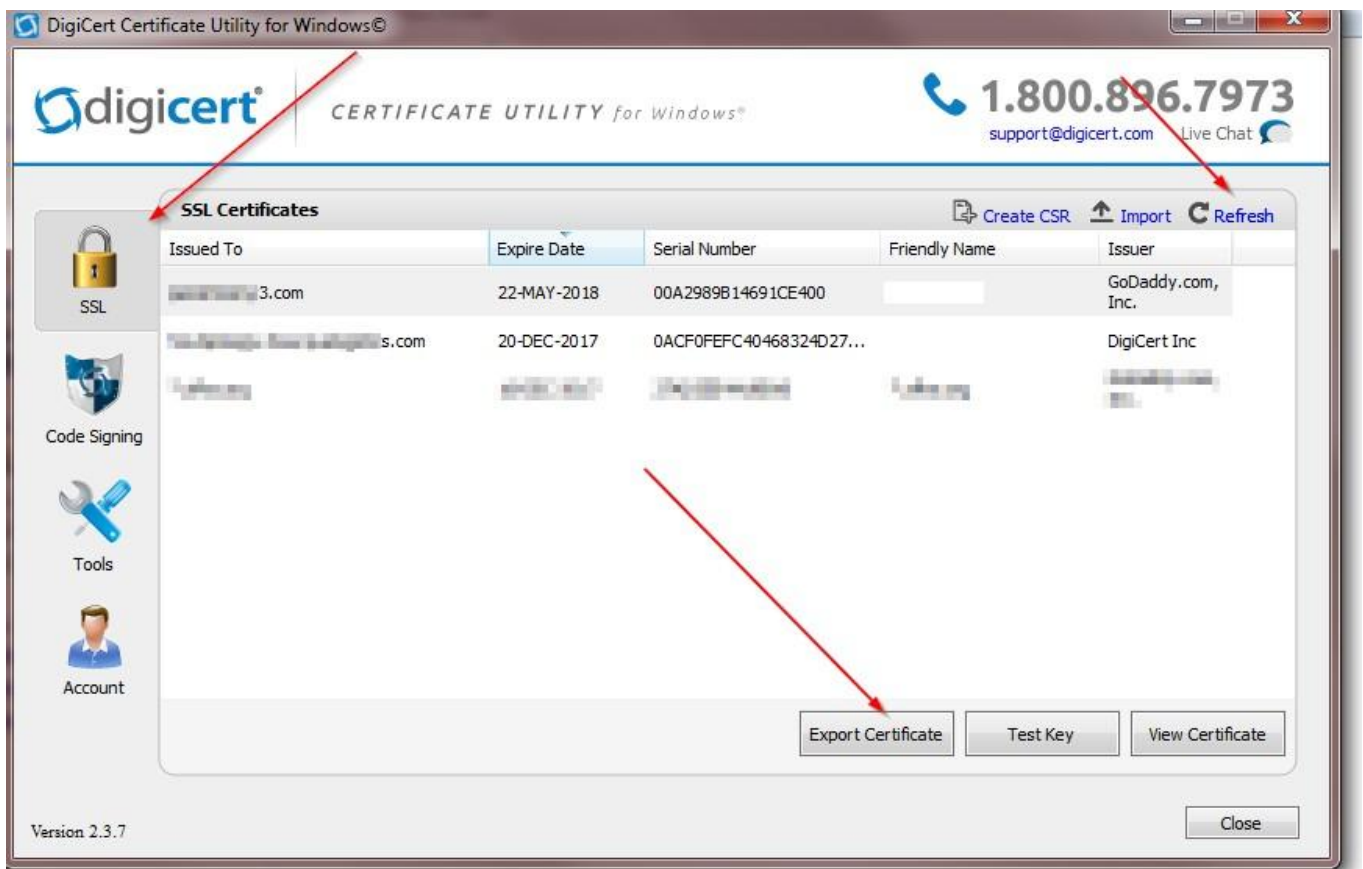 DigiCert Certificate Utility for Windows©
digicert® CERTIFICATE UTILITY for Windows®
1.800.896.7973
support@digicert.com Live Chat
SSL Certificates Create CSR Import Refresh
Issued To Expire Date Serial Number Friendly Name Issuer
3.com 22-MAY-2018 00A2989B14691CE400 GoDaddy.com,
Inc.
s.com 20-DEC-2017 0ACF0FEFC40468324D27... DigiCert Inc
SSL
Code Signing
Tools
Account
Export Certificate Test Key View Certificate
Version 2.3.7
Close